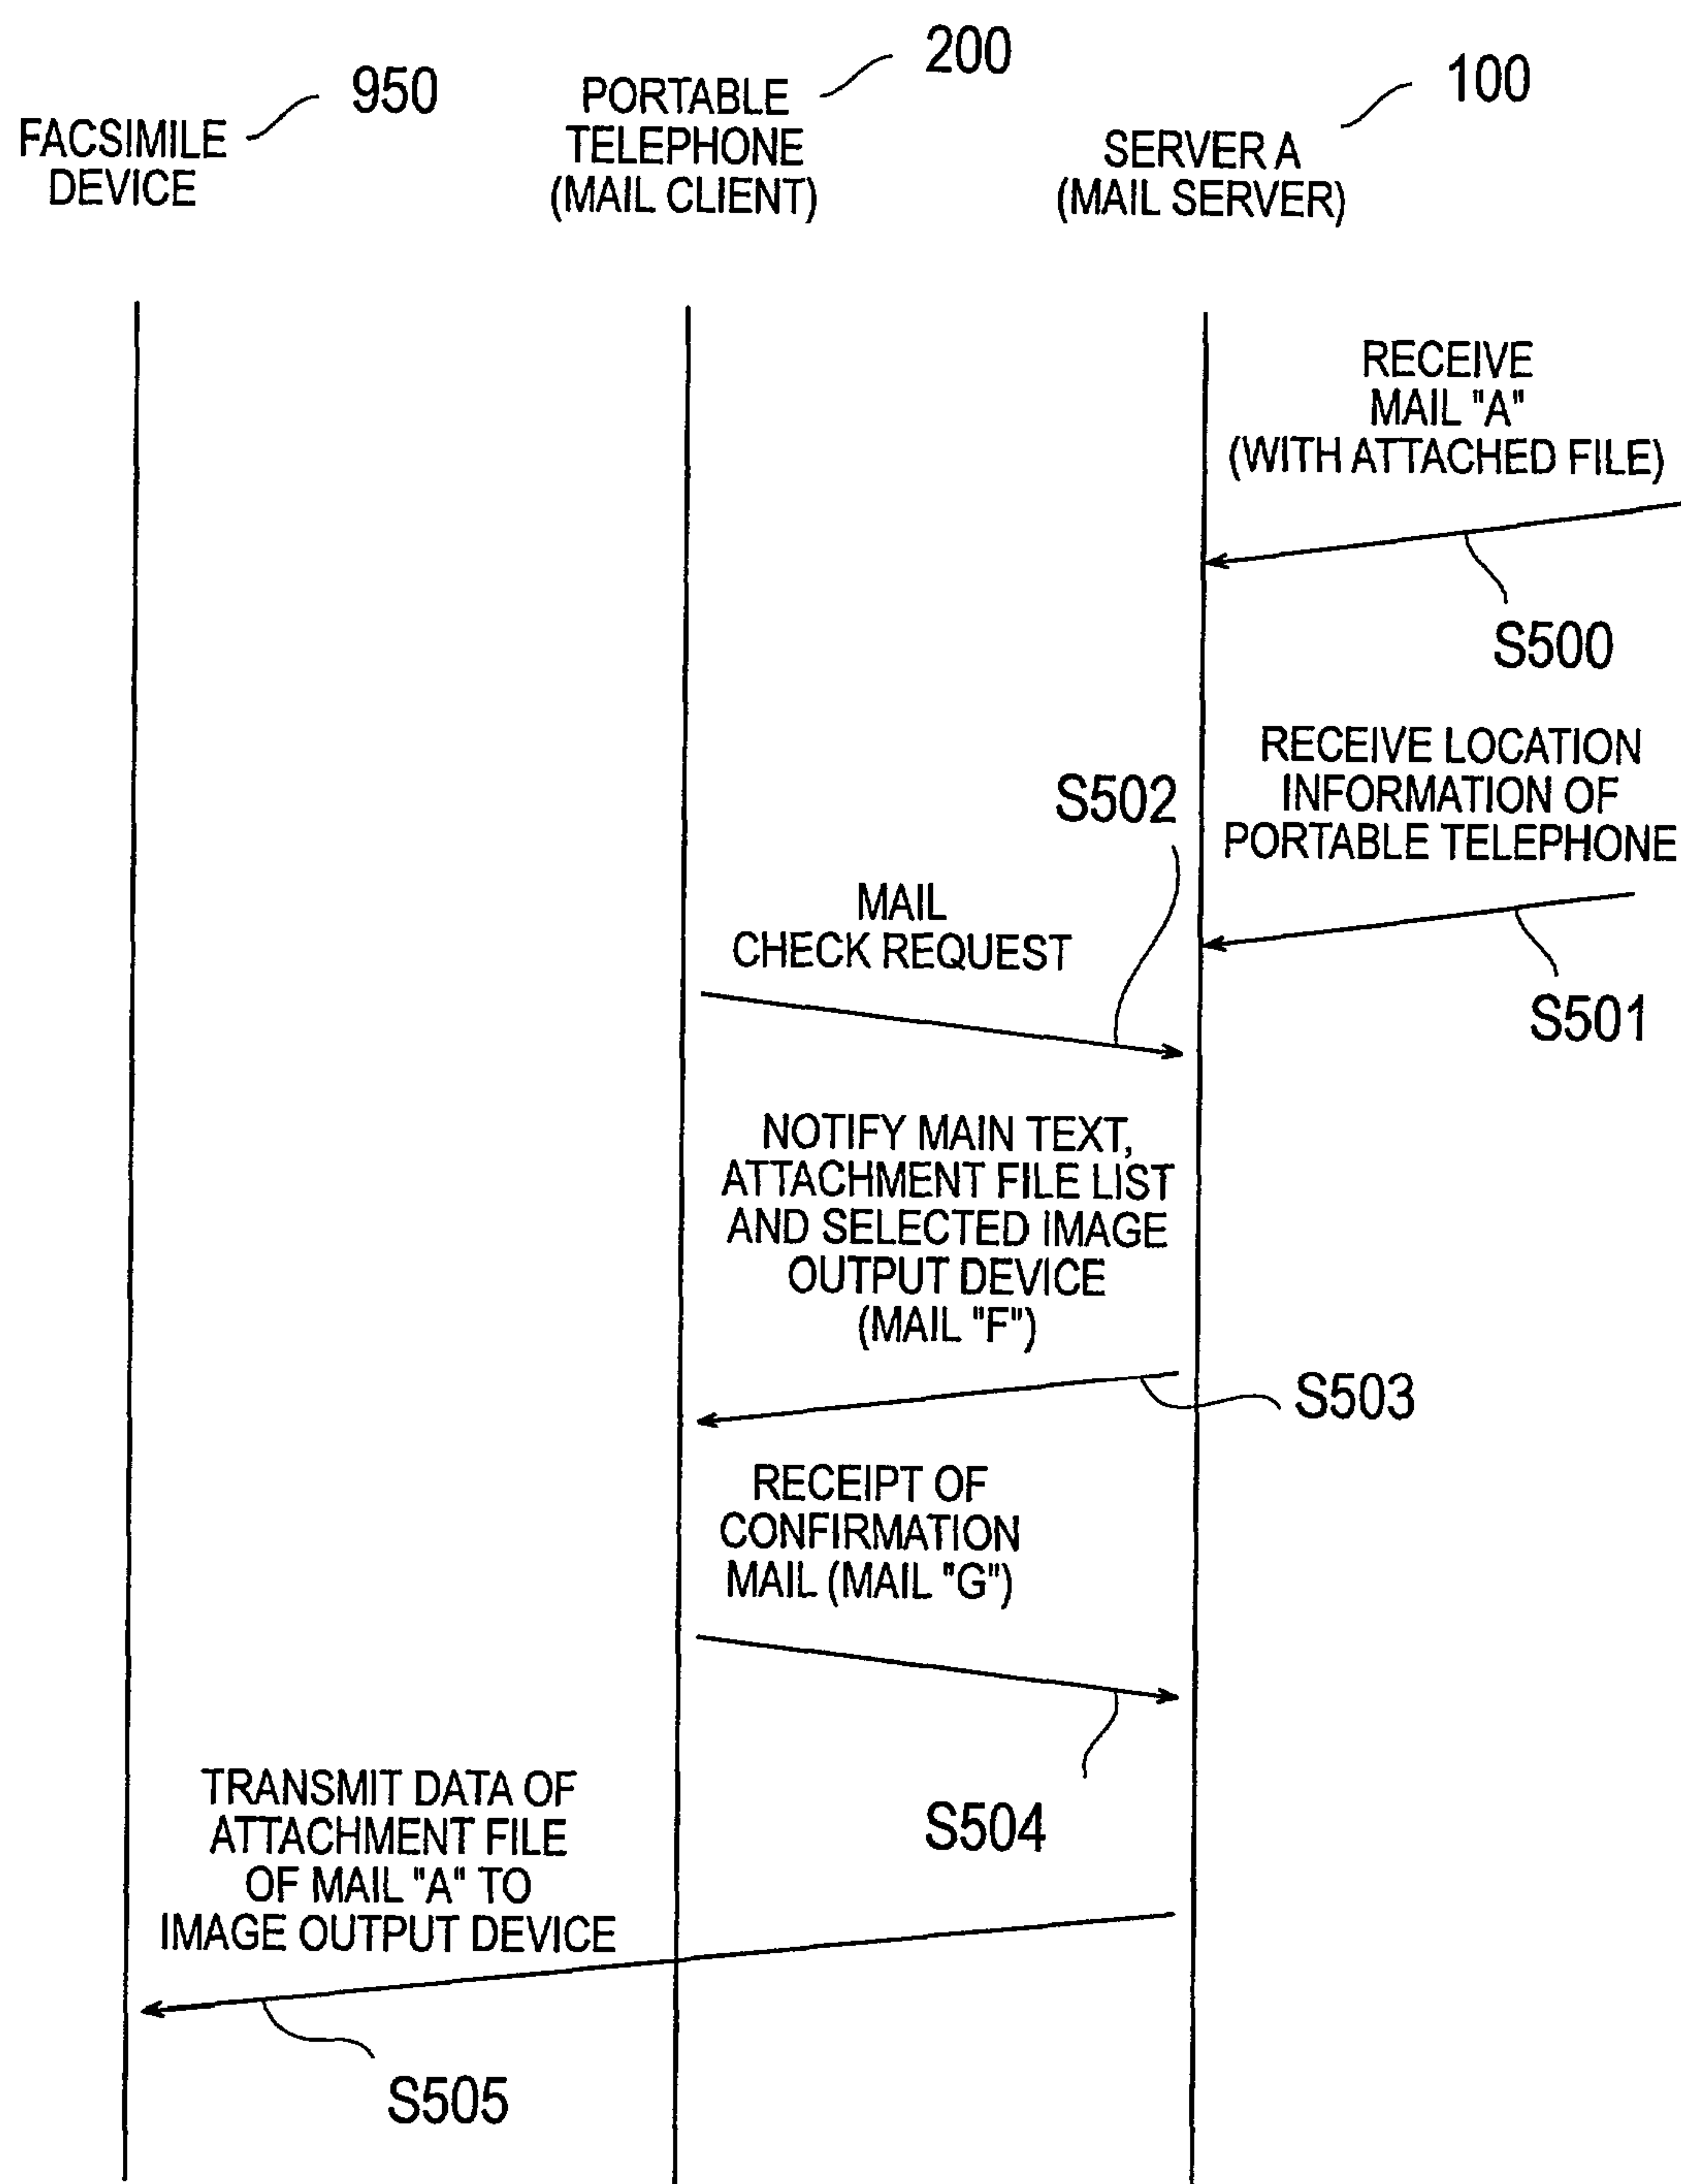 950
FACSIMILE
DEVICE
200
PORTABLE
TELEPHONE
(MAIL CLIENT)
100
SERVER A
(MAIL SERVER)
RECEIVE
MAIL "A"
(WITH ATTACHED FILE)
S500
RECEIVE LOCATION
INFORMATION OF
PORTABLE TELEPHONE
S501
S502
MAIL
CHECK REQUEST
NOTIFY MAIN TEXT,
ATTACHMENT FILE LIST
AND SELECTED IMAGE
OUTPUT DEVICE
(MAIL "F")
S503
RECEIPT OF
CONFIRMATION
MAIL (MAIL "G")
S504
TRANSMIT DATA OF
ATTACHMENT FILE
OF MAIL "A" TO
IMAGE OUTPUT DEVICE
S505